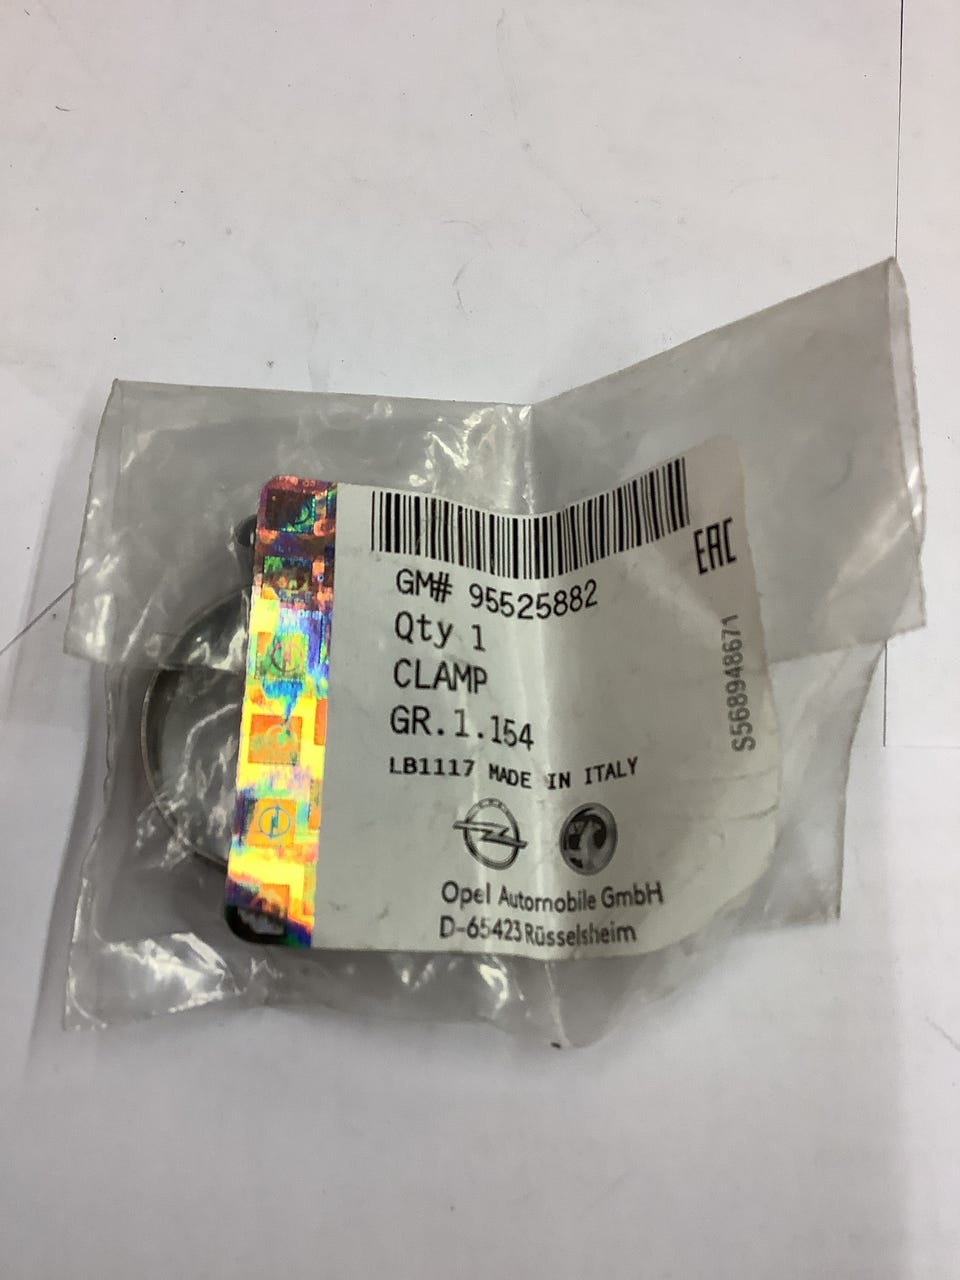 GM# 95525882
EAC
Qty 1
CLAMP
GR.1.154
LB1117 MADE IN ITALY
S568948671
Opel Automobile GmbH
D-65423 Rüsselsheim